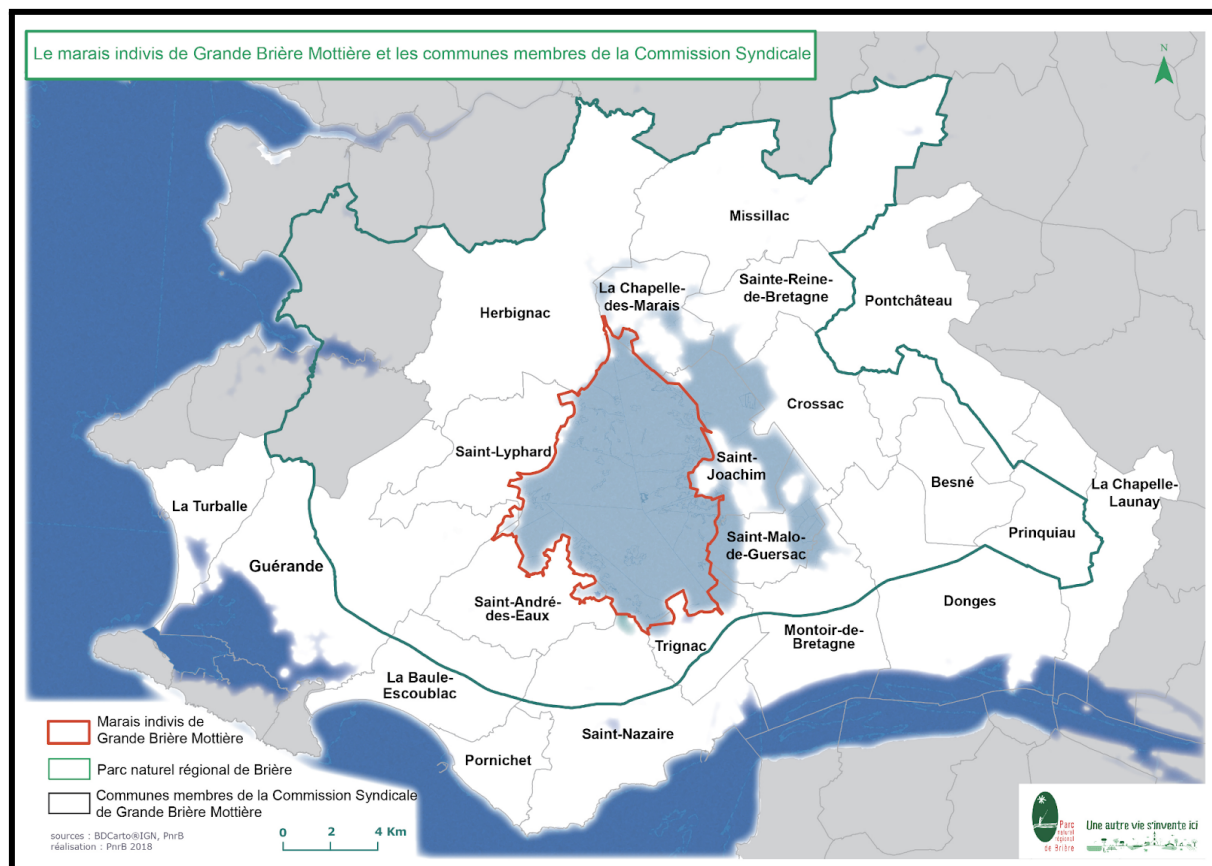 Le marais indivis de Grande Brière Mottière et les communes membres de la Commission Syndicale
N
Missillac
La Chapelle-
des-Marais
Sainte-Reine-
de-Bretagne
Pontchâteau
Herbignac
Crossac
Saint-Lyphard
Saint-
Joachim
Besné
La Chapelle-
Launay
La Turballe
Prinquiau
Saint-Malo-
de-Guersac
Guérande
Saint-André-
des-Eaux
Donges
Trignac
Montoir-de-
Bretagne
La Baule-
Escoublac
Saint-Nazaire
Pornichet
Marais indivis de
Grande Brière Mottière
Parc naturel régional de Brière
Communes membres de la Commission Syndicale
de Grande Brière Mottière
sources : BDCarto®IGN, PnrB
réalisation : PnrB 2018
0 2 4 Km
Parc
naturel
régional
de Brière
Une autre vie s'invente ici